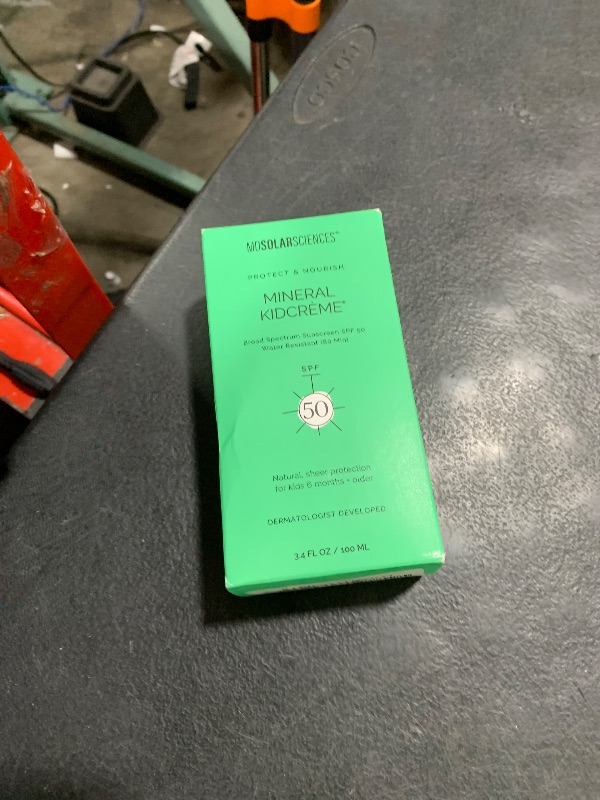 COSCO
MDSOLARSCIENCES™
PROTECT & NOURISH
MINERAL
KIDCRÈME®
Broad Spectrum Sunscreen SPF 50
Water Resistant (80 Min)
SPF
50
Natural, sheer protection
for kids 6 months + older
DERMATOLOGIST DEVELOPED
3.4 FL OZ / 100 ML